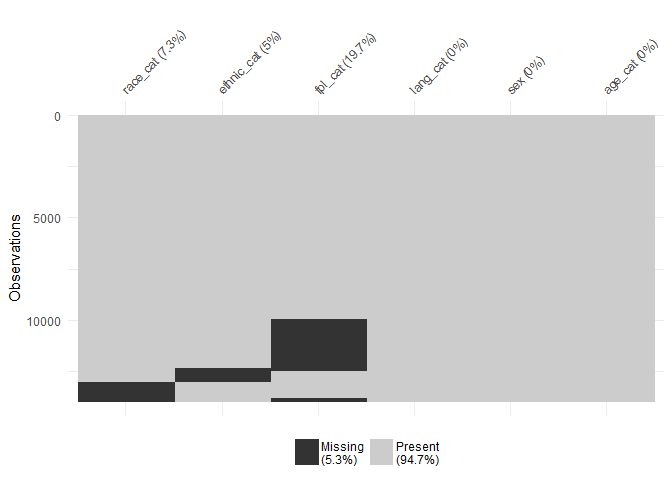 race_cat (7.3%)
ethnic_cat (5%)
fpl_cat (19.7%)
lang_cat (0%)
sex (0%)
age_cat (0%)
0
5000
10000
Observations
Missing
(5.3%)
Present
(94.7%)